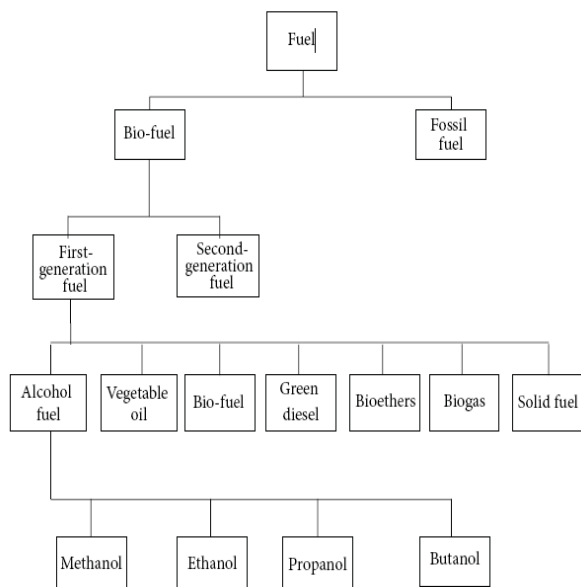 Fuel
Bio-fuel
Fossil
fuel
First-
generation
fuel
Second-
generation
fuel
Alcohol
fuel
Vegetable
oil
Bio-fuel
Green
diesel
Bioethers
Biogas
Solid fuel
Methanol
Ethanol
Propanol
Butanol